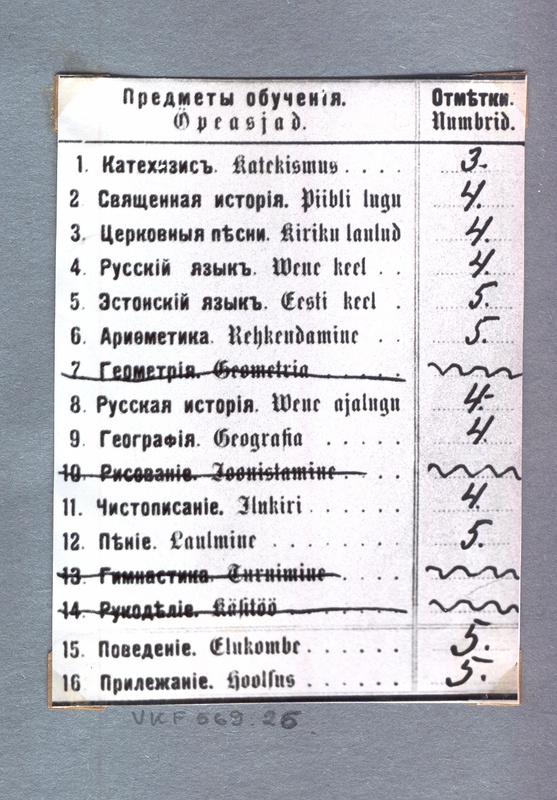 Предметы обученія. Отмѣтки.
Õpeasjad. Numbrid.
1. Катехизисъ. Katekismus . . . . 3.
2 Священная исторія. Piibli lugu 4.
3. Церковныя пѣсни. Kiriku laulud 4.
4. Русскій языкъ. Wene keel . . 4.
5. Эстонскій языкъ. Eesti keel . 5.
6. Ариѳметика. Rehkendamine . . 5.
7. Геометрія. Geometria . . . . .
8. Русская исторія. Wene ajalugu 4.
9. Географія. Geografia . . . . . 4.
10. Рисованіе. Joonistamine . . . .
11. Чистописаніе. Ilukiri . . . . . . 4.
12. Пѣніе. Laulmine . . . . . . . . 5.
13. Гимнастика. Turnimine . . . . .
14. Рукодѣліе. Käsitöö . . . . . . .
15. Поведеніе. Elukombe . . . . . . 5.
16 Прилежаніе. Hoolsus . . . . . . 5.
VKF 669.26